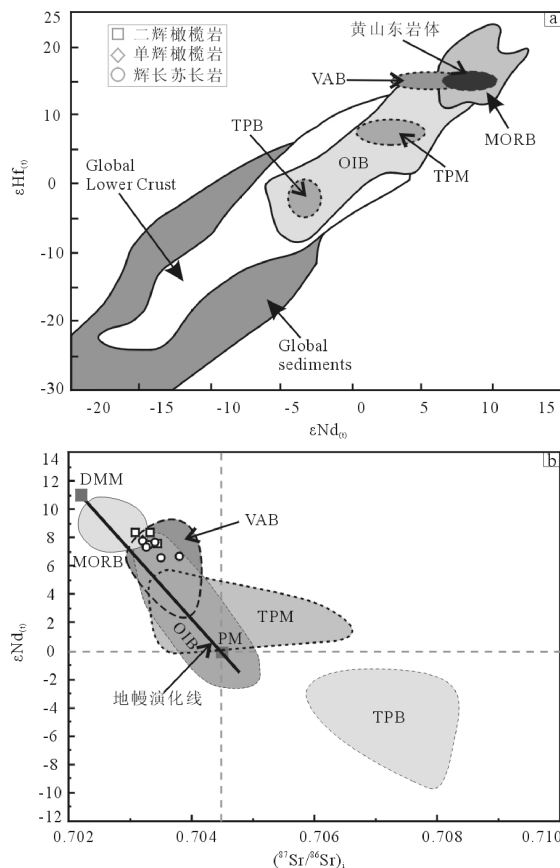 a
二辉橄榄岩
单辉橄榄岩
辉长苏长岩
黄山东岩体
VAB
MORB
TPB
OIB
TPM
Global
Lower Crust
Global
sediments
εHf(t)
25
20
15
10
5
0
-10
-20
-30
-20
-15
-10
-5
0
5
10
15
εNd(t)
b
14
12
10
8
6
4
2
0
-2
-4
-6
-8
-10
-12
εNd(t)
DMM
MORB
VAB
OIB
PM
TPM
TPB
地幔演化线
0.702
0.704
0.706
0.708
0.710
(⁸⁷Sr/⁸⁶Sr)i